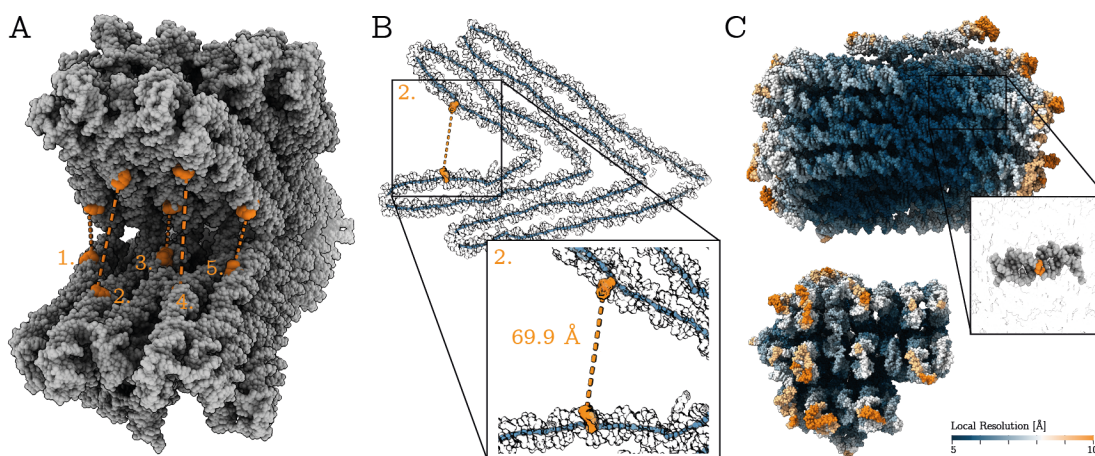 A
B
C
1.
2.
3.
4.
5.
2.
2.
69.9 Å
Local Resolution [Å]
5
10